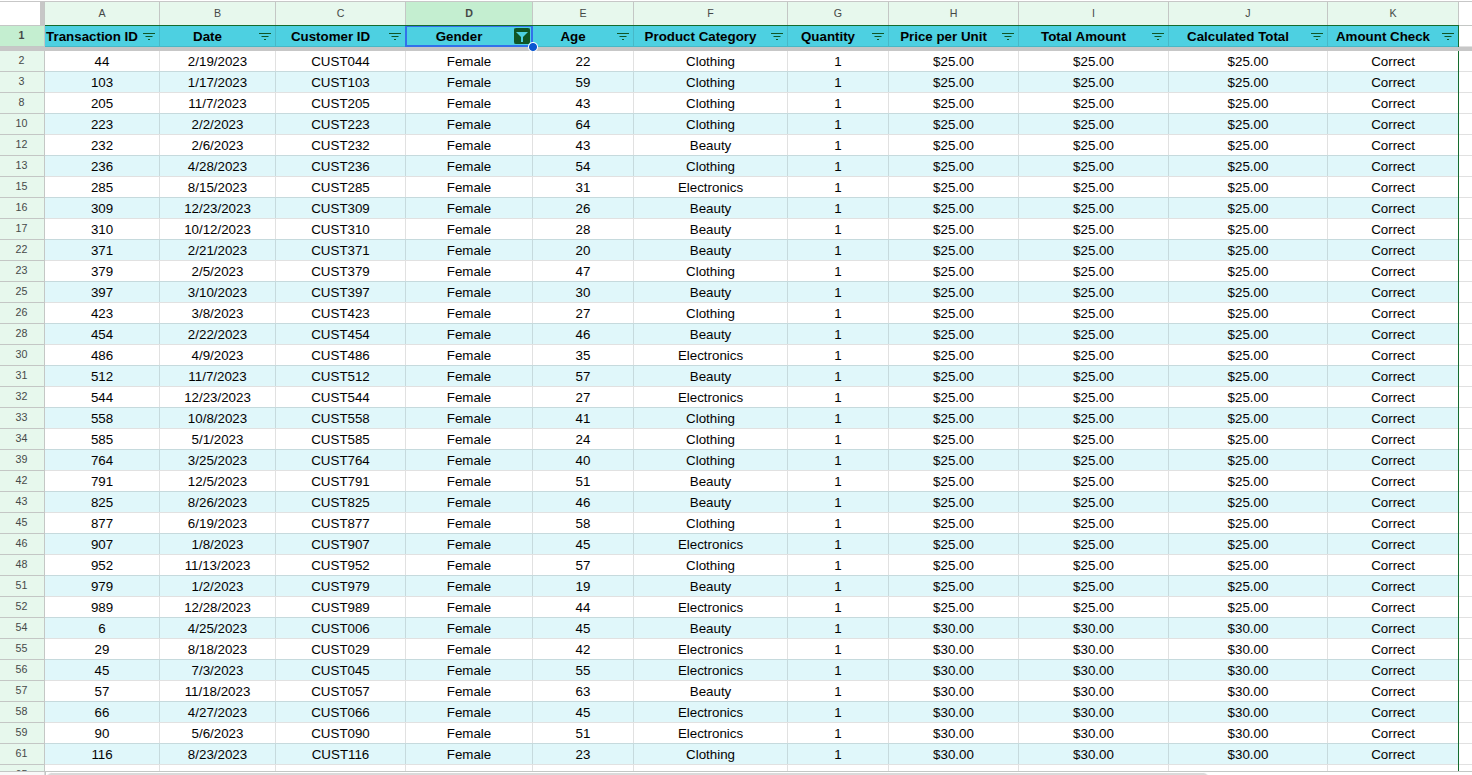 A B C D E F G H I J K
1 Transaction ID Date Customer ID Gender Age Product Category Quantity Price per Unit Total Amount Calculated Total Amount Check
2 44 2/19/2023 CUST044 Female 22 Clothing 1 $25.00 $25.00 $25.00 Correct
3 103 1/17/2023 CUST103 Female 59 Clothing 1 $25.00 $25.00 $25.00 Correct
8 205 11/7/2023 CUST205 Female 43 Clothing 1 $25.00 $25.00 $25.00 Correct
10 223 2/2/2023 CUST223 Female 64 Clothing 1 $25.00 $25.00 $25.00 Correct
12 232 2/6/2023 CUST232 Female 43 Beauty 1 $25.00 $25.00 $25.00 Correct
13 236 4/28/2023 CUST236 Female 54 Clothing 1 $25.00 $25.00 $25.00 Correct
15 285 8/15/2023 CUST285 Female 31 Electronics 1 $25.00 $25.00 $25.00 Correct
16 309 12/23/2023 CUST309 Female 26 Beauty 1 $25.00 $25.00 $25.00 Correct
17 310 10/12/2023 CUST310 Female 28 Beauty 1 $25.00 $25.00 $25.00 Correct
22 371 2/21/2023 CUST371 Female 20 Beauty 1 $25.00 $25.00 $25.00 Correct
23 379 2/5/2023 CUST379 Female 47 Clothing 1 $25.00 $25.00 $25.00 Correct
25 397 3/10/2023 CUST397 Female 30 Beauty 1 $25.00 $25.00 $25.00 Correct
26 423 3/8/2023 CUST423 Female 27 Clothing 1 $25.00 $25.00 $25.00 Correct
28 454 2/22/2023 CUST454 Female 46 Beauty 1 $25.00 $25.00 $25.00 Correct
30 486 4/9/2023 CUST486 Female 35 Electronics 1 $25.00 $25.00 $25.00 Correct
31 512 11/7/2023 CUST512 Female 57 Beauty 1 $25.00 $25.00 $25.00 Correct
32 544 12/23/2023 CUST544 Female 27 Electronics 1 $25.00 $25.00 $25.00 Correct
33 558 10/8/2023 CUST558 Female 41 Clothing 1 $25.00 $25.00 $25.00 Correct
34 585 5/1/2023 CUST585 Female 24 Clothing 1 $25.00 $25.00 $25.00 Correct
39 764 3/25/2023 CUST764 Female 40 Clothing 1 $25.00 $25.00 $25.00 Correct
42 791 12/5/2023 CUST791 Female 51 Beauty 1 $25.00 $25.00 $25.00 Correct
43 825 8/26/2023 CUST825 Female 46 Beauty 1 $25.00 $25.00 $25.00 Correct
45 877 6/19/2023 CUST877 Female 58 Clothing 1 $25.00 $25.00 $25.00 Correct
46 907 1/8/2023 CUST907 Female 45 Electronics 1 $25.00 $25.00 $25.00 Correct
48 952 11/13/2023 CUST952 Female 57 Clothing 1 $25.00 $25.00 $25.00 Correct
51 979 1/2/2023 CUST979 Female 19 Beauty 1 $25.00 $25.00 $25.00 Correct
52 989 12/28/2023 CUST989 Female 44 Electronics 1 $25.00 $25.00 $25.00 Correct
54 6 4/25/2023 CUST006 Female 45 Beauty 1 $30.00 $30.00 $30.00 Correct
55 29 8/18/2023 CUST029 Female 42 Electronics 1 $30.00 $30.00 $30.00 Correct
56 45 7/3/2023 CUST045 Female 55 Electronics 1 $30.00 $30.00 $30.00 Correct
57 57 11/18/2023 CUST057 Female 63 Beauty 1 $30.00 $30.00 $30.00 Correct
58 66 4/27/2023 CUST066 Female 45 Electronics 1 $30.00 $30.00 $30.00 Correct
59 90 5/6/2023 CUST090 Female 51 Electronics 1 $30.00 $30.00 $30.00 Correct
61 116 8/23/2023 CUST116 Female 23 Clothing 1 $30.00 $30.00 $30.00 Correct